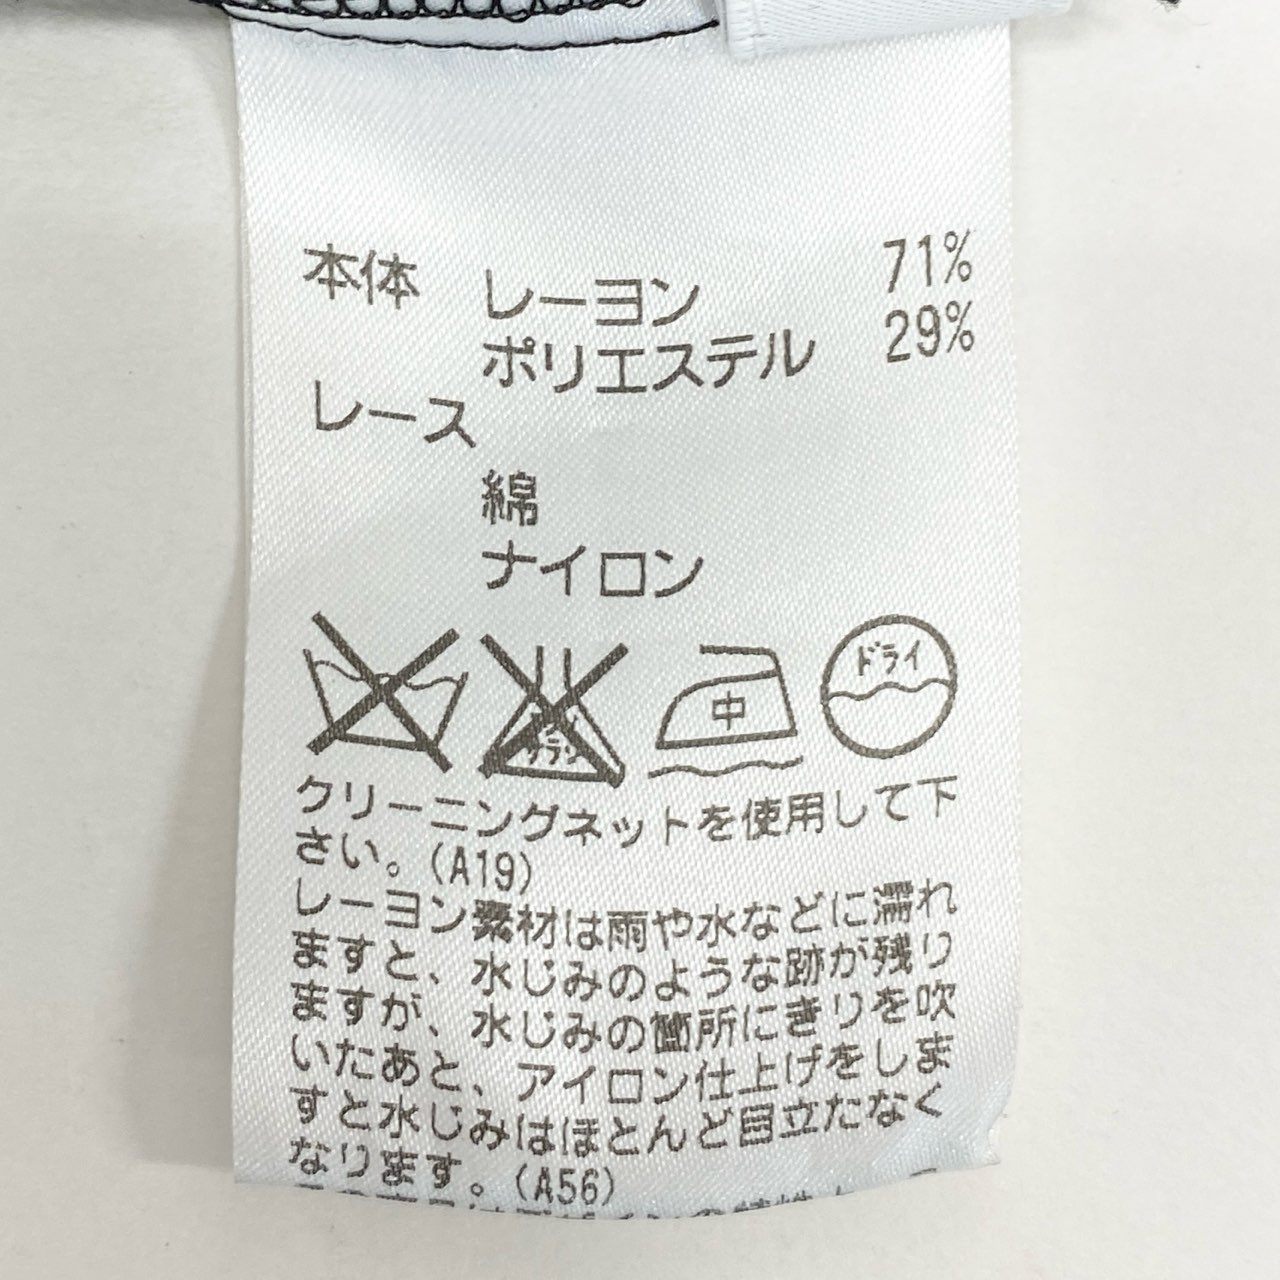 本体 レーヨン 71%
ポリエステル 29%
レース
綿
ナイロン
中
ドライ
クリーニングネットを使用して下
さい。(A19)
レーヨン素材は雨や水などに濡れ
ますと、水じみのような跡が残り
ますが、水じみの箇所にきりを吹
いたあと、アイロン仕上げをしま
すと水じみはほとんど目立たなく
なります。(A56)